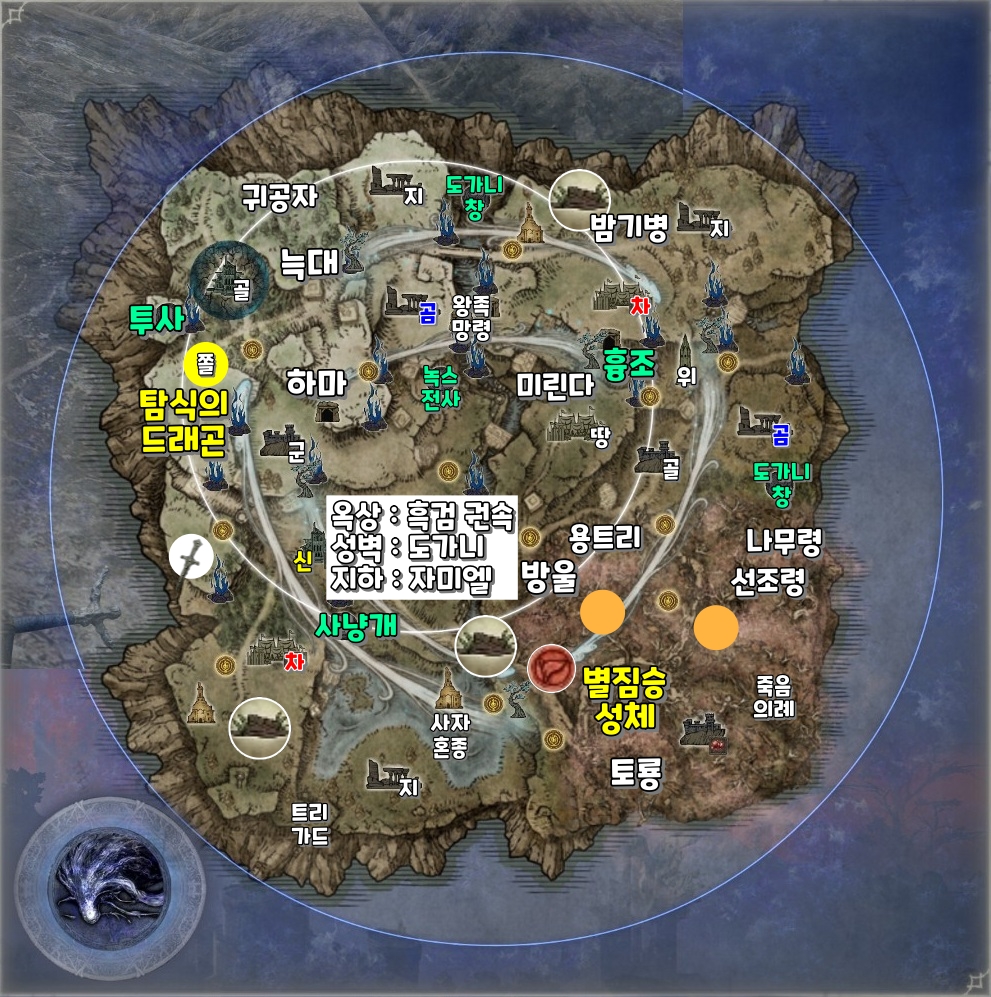 귀공자
지
도가니
창
밤기병
지
늑대
골
투사
곰
왕족
망령
차
쫄
탐식의
드래곤
하마
녹스
전사
미린다
흉조
위
군
땅
골
곰
도가니
창
옥상 : 흑검 권속
성벽 : 도가니
지하 : 자미엘
신
용트리
나무령
방울
선조령
사냥개
차
별짐승
성체
사자
혼종
죽음
의례
지
토룡
트리
가드